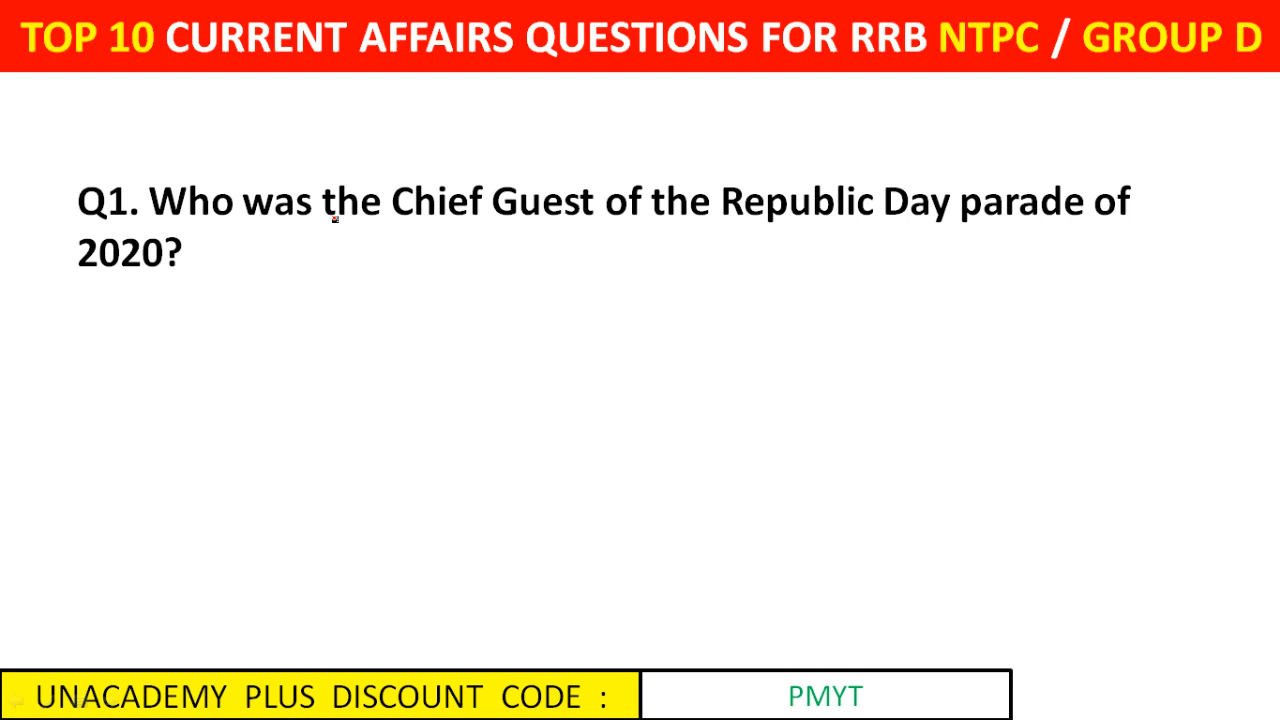 TOP 10 CURRENT AFFAIRS QUESTIONS FOR RRB NTPC / GROUP D
Q1. Who was the Chief Guest of the Republic Day parade of
2020?
UNACADEMY PLUS DISCOUNT CODE :
PMYT